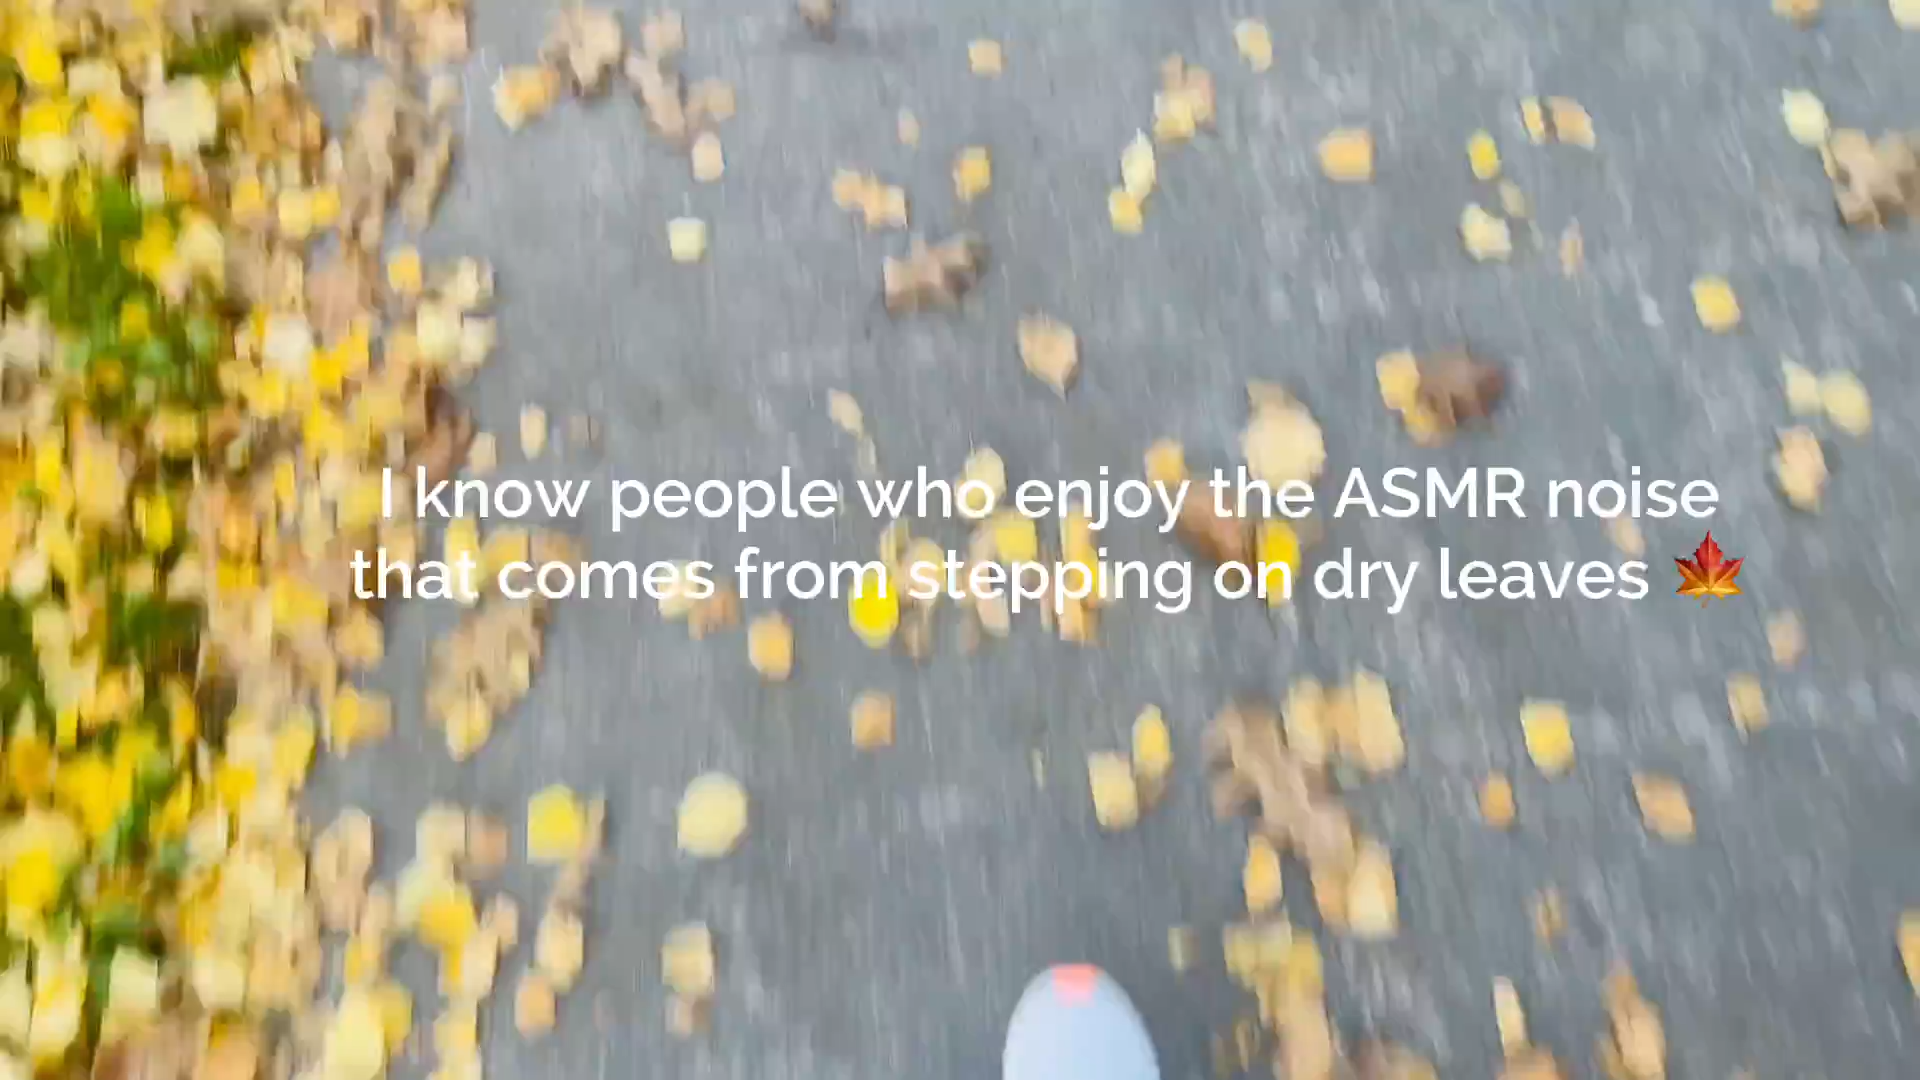 I know people who enjoy the ASMR noise
that comes from stepping on dry leaves 🍁